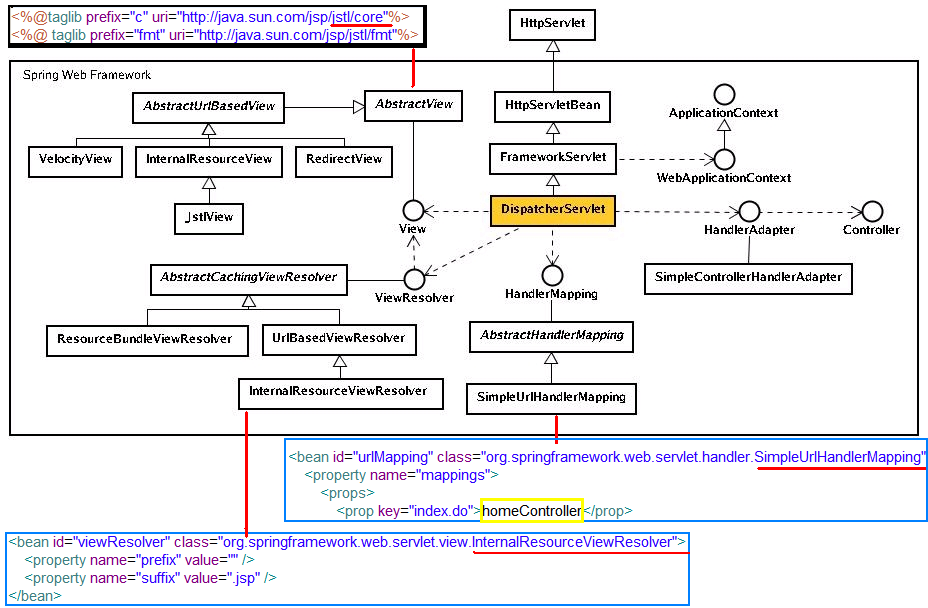 <%@taglib prefix="c" uri="http://java.sun.com/jsp/jstl/core"%>
<%@ taglib prefix="fmt" uri="http://java.sun.com/jsp/jstl/fmt"%>
HttpServlet
Spring Web Framework
AbstractUrlBasedView
AbstractView
HttpServletBean
ApplicationContext
VelocityView
InternalResourceView
RedirectView
FrameworkServlet
WebApplicationContext
JstlView
DispatcherServlet
View
HandlerAdapter
Controller
AbstractCachingViewResolver
ViewResolver
HandlerMapping
SimpleControllerHandlerAdapter
ResourceBundleViewResolver
UrlBasedViewResolver
AbstractHandlerMapping
InternalResourceViewResolver
SimpleUrlHandlerMapping
<bean id="urlMapping" class="org.springframework.web.servlet.handler.SimpleUrlHandlerMapping"
<property name="mappings">
<props>
<prop key="index.do">homeController</prop>
<bean id="viewResolver" class="org.springframework.web.servlet.view.InternalResourceViewResolver">
<property name="prefix" value="" />
<property name="suffix" value=".jsp" />
</bean>